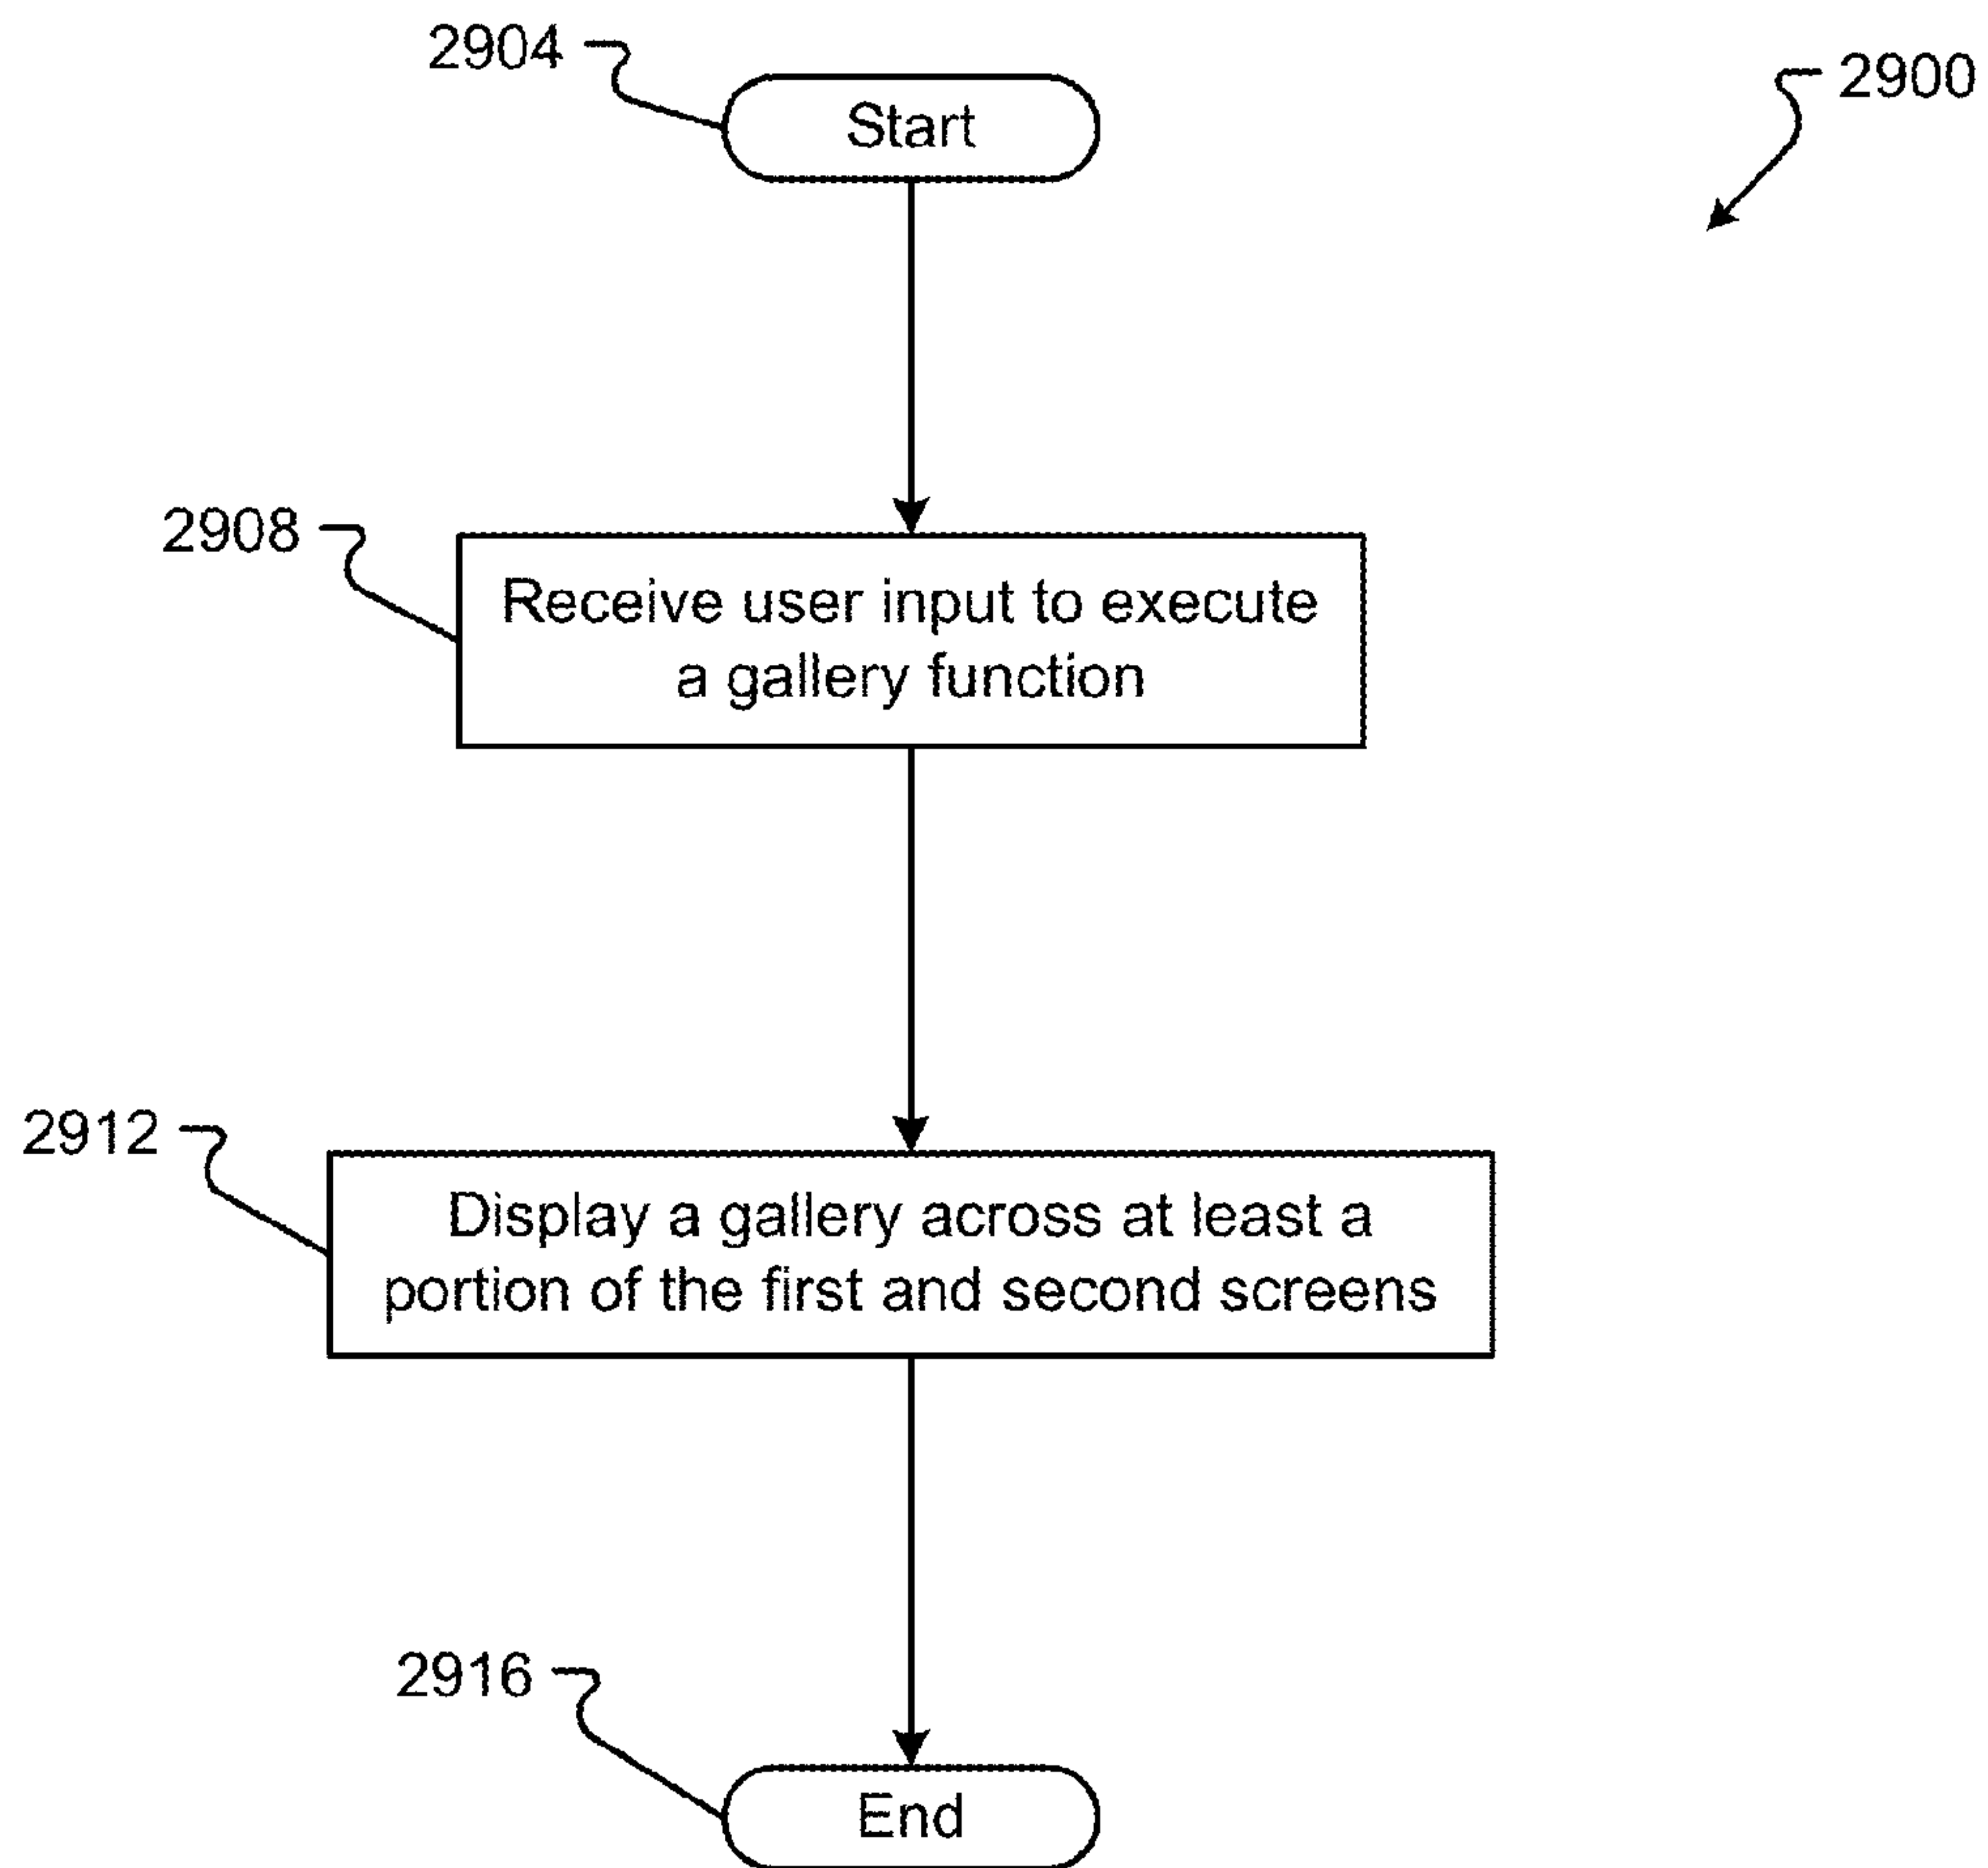 2904
Start
2900
2908
Receive user input to execute
a gallery function
2912
Display a gallery across at least a
portion of the first and second screens
2916
End